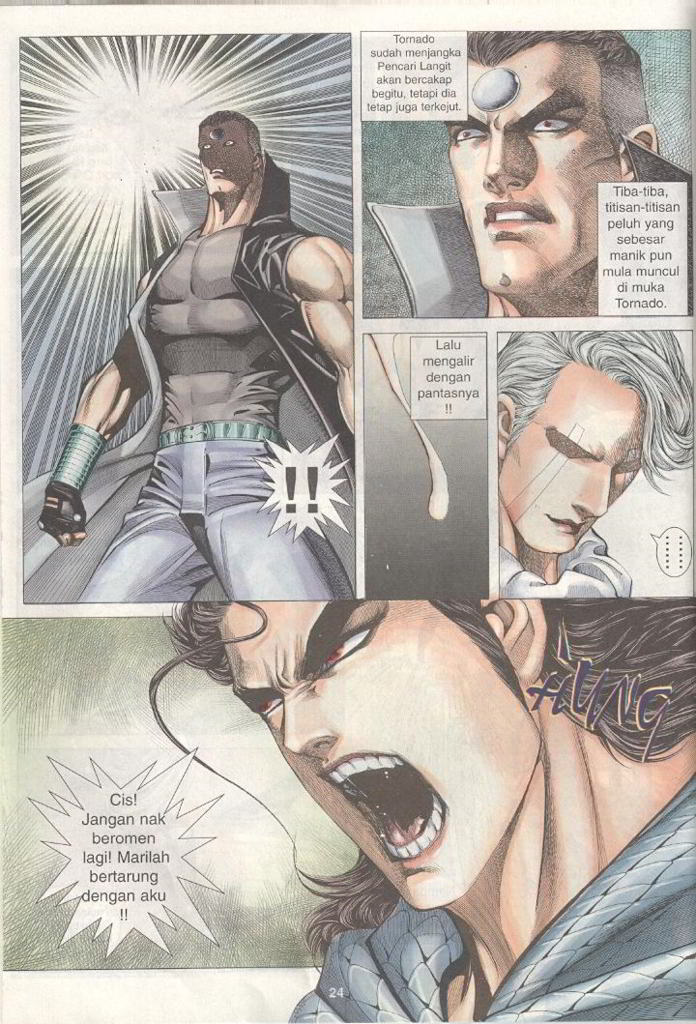 Tornado
sudah menjangka
Pencari Langit
akan bercakap
begitu, tetapi dia
tetap juga terkejut.
!!
Tiba-tiba,
titisan-titisan
peluh yang
sebesar
manik pun
mula muncul
di muka
Tornado.
Lalu
mengalir
dengan
pantasnya
!!
HUNG
Cis!
Jangan nak
beromen
lagi! Marilah
bertarung
dengan aku
!!
24